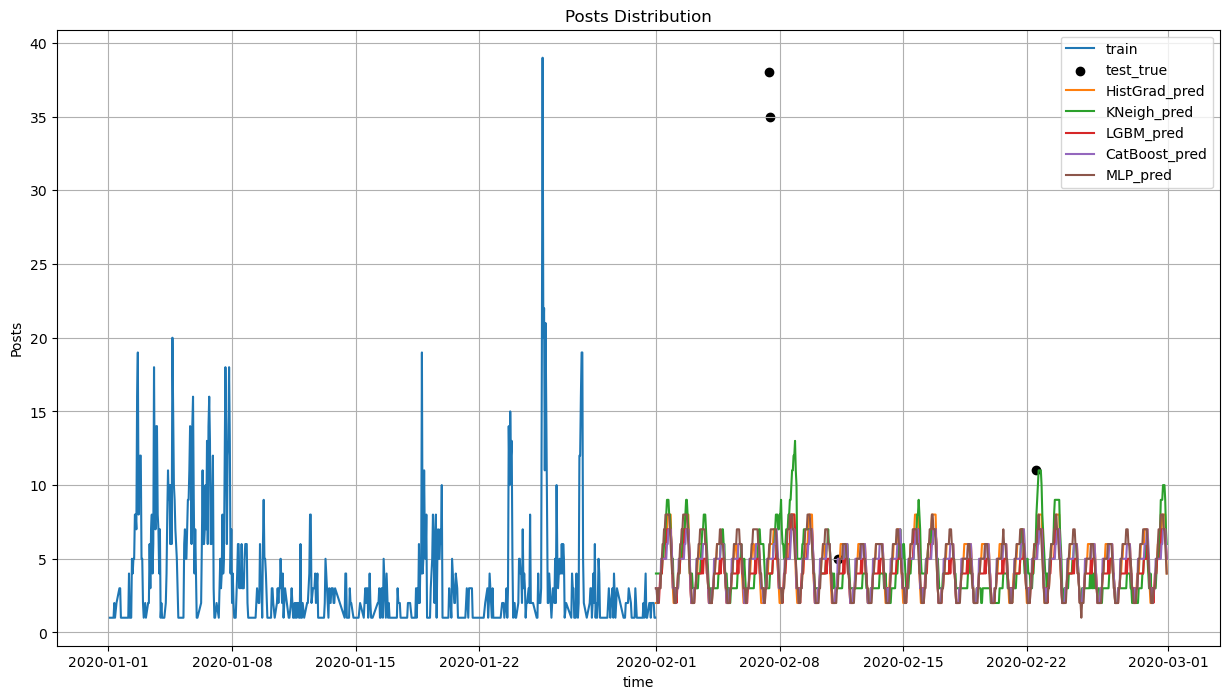 Posts Distribution
40
35
30
25
20
15
10
5
0
Posts
train
test_true
HistGrad_pred
KNeigh_pred
LGBM_pred
CatBoost_pred
MLP_pred
2020-01-01
2020-01-08
2020-01-15
2020-01-22
2020-02-01
2020-02-08
2020-02-15
2020-02-22
2020-03-01
time